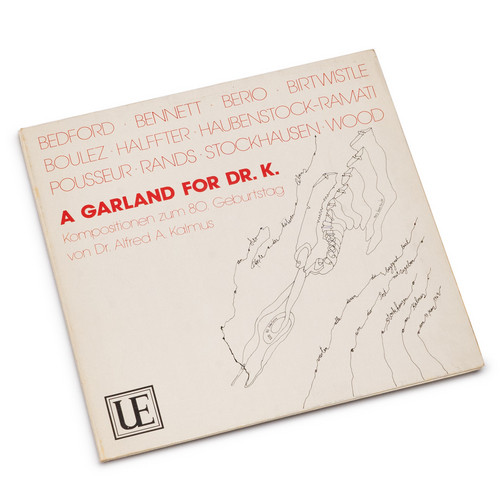 BEDFORD · BENNETT · BERIO · BIRTWISTLE
BOULEZ · HALFFTER · HAUBENSTOCK-RAMATI
POUSSEUR · RANDS · STOCKHAUSEN · WOOD
A GARLAND FOR DR. K.
Kompositionen zum 80. Geburtstag
von Dr. Alfred A. Kalmus
UE